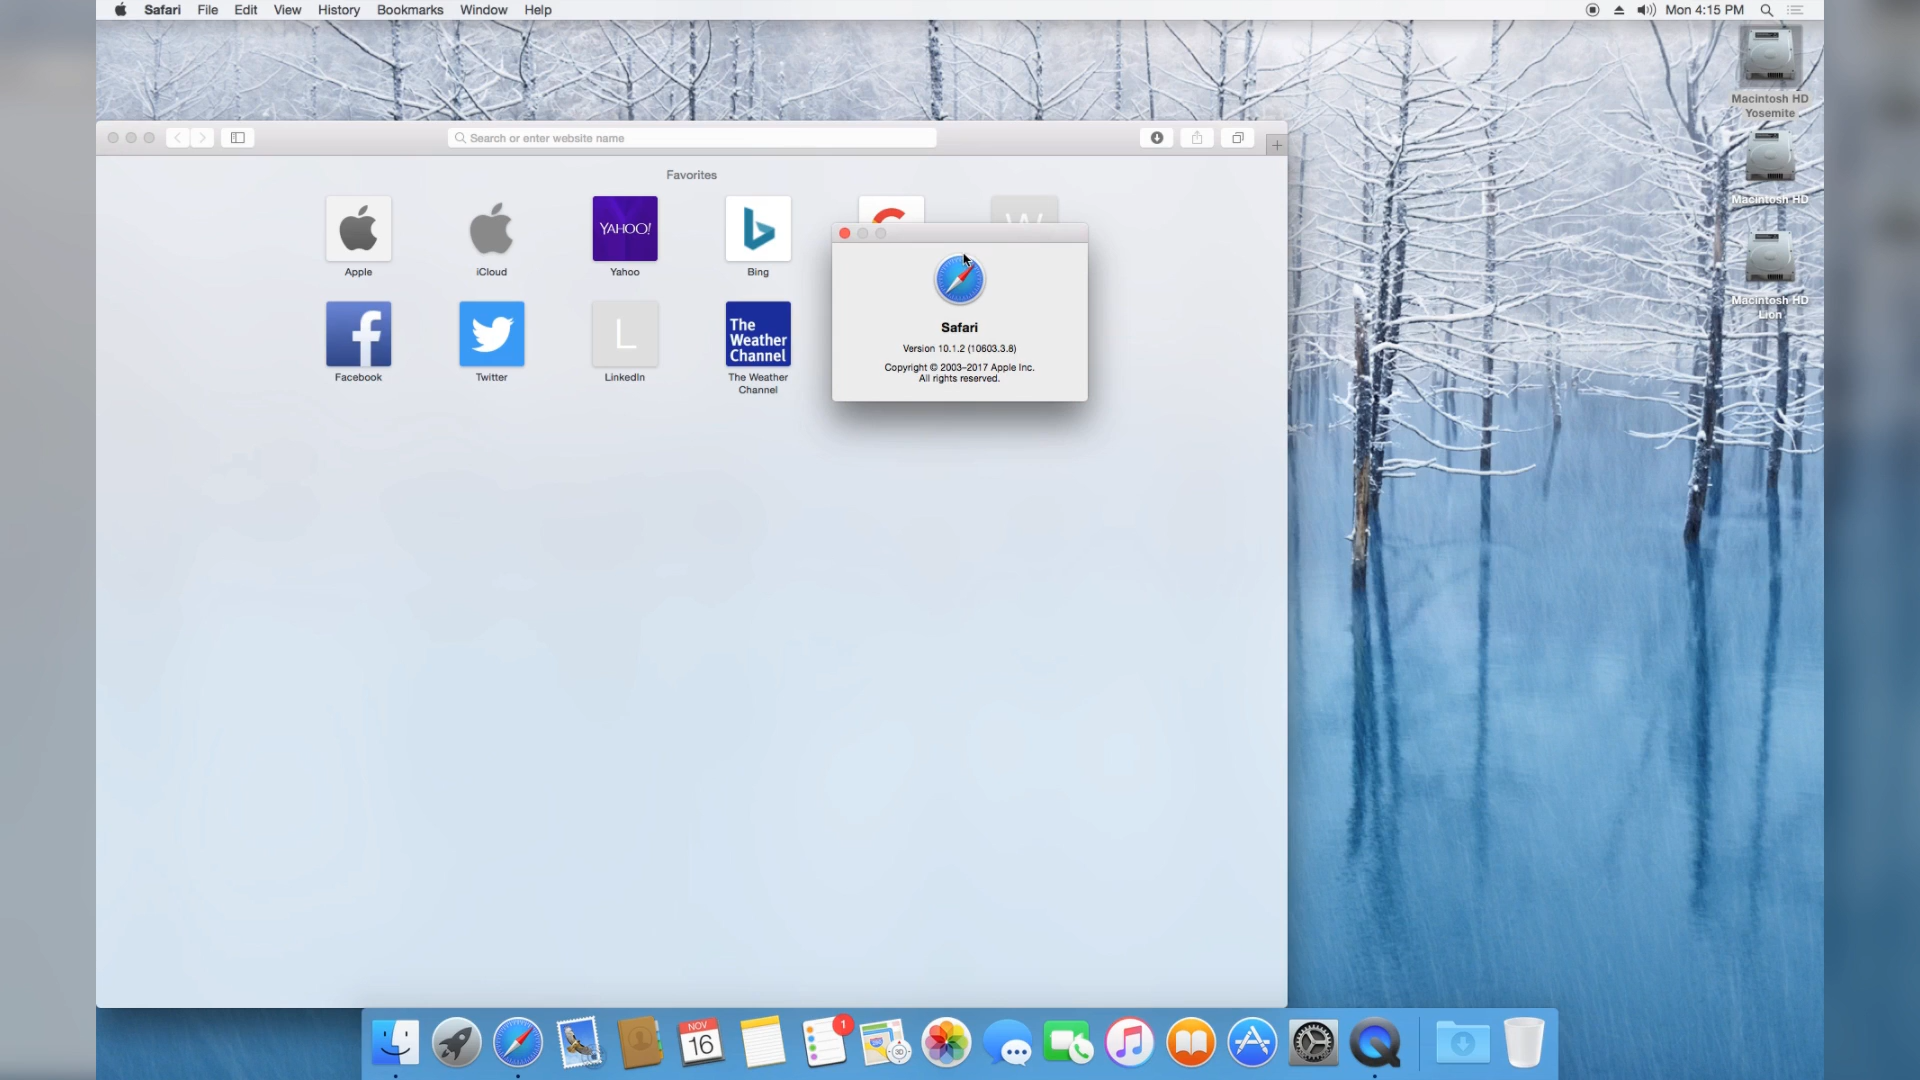 Safari File Edit View History Bookmarks Window Help
Mon 4:15 PM
Macintosh HD
Yosemite
Macintosh HD
Macintosh HD
Lion
Search or enter website name
Favorites
YAHOO!
W
Apple
iCloud
Yahoo
Bing
L
The
Weather
Channel
Facebook
Twitter
LinkedIn
The Weather
Channel
Safari
Version 10.1.2 (10603.3.8)
Copyright © 2003–2017 Apple Inc.
All rights reserved.
NOV
16
1
3D